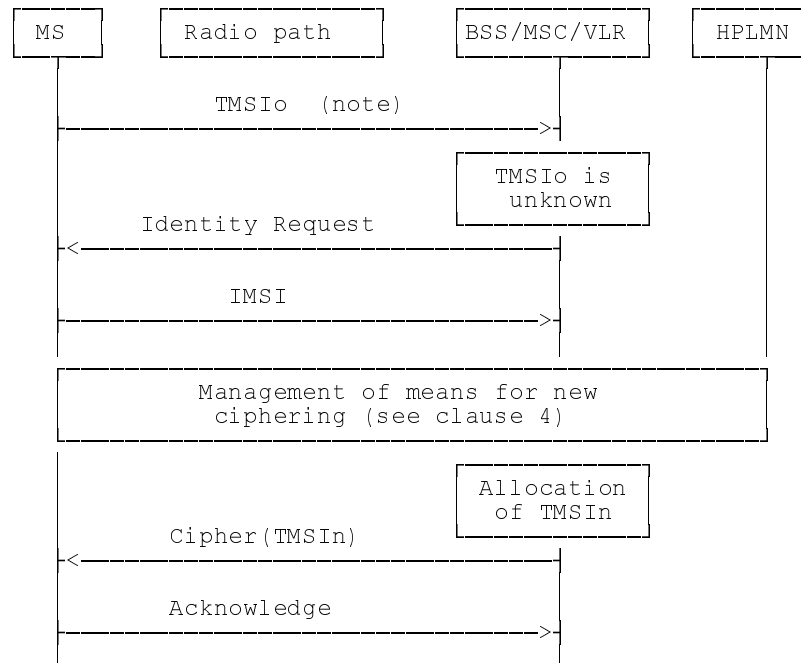 MS
Radio path
BSS/MSC/VLR
HPLMN
TMSIo (note)
TMSIo is
unknown
Identity Request
IMSI
Management of means for new
ciphering (see clause 4)
Allocation
of TMSIn
Cipher(TMSIn)
Acknowledge